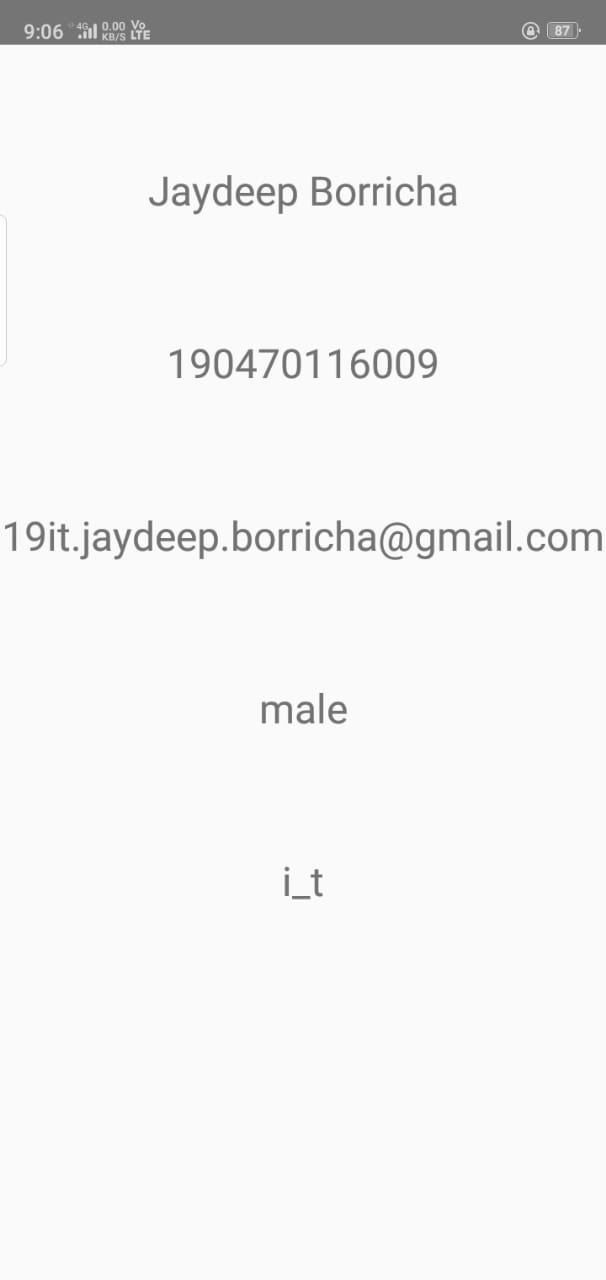 9:06 4G 0.00 KB/S Vo LTE 87
Jaydeep Borricha
190470116009
19it.jaydeep.borricha@gmail.com
male
i_t